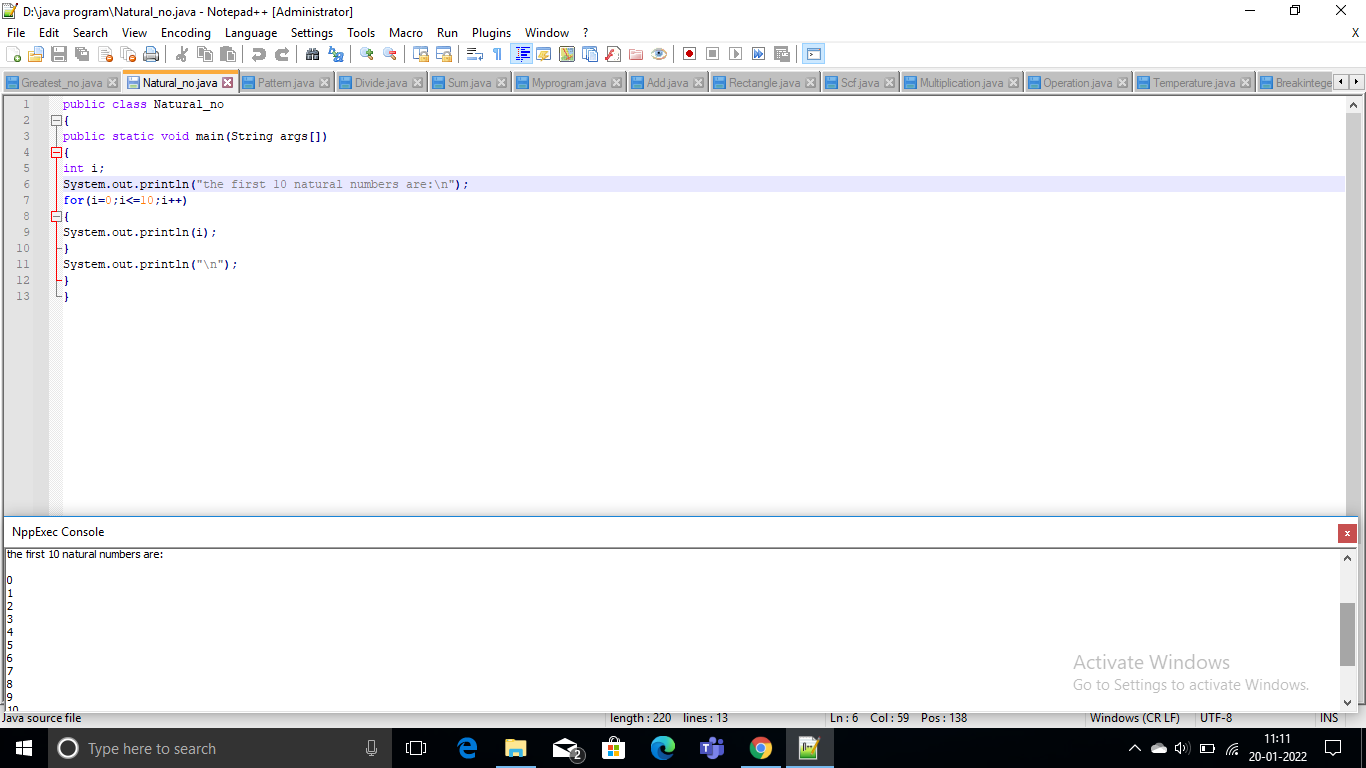 D:\java program\Natural_no.java - Notepad++ [Administrator]
File Edit Search View Encoding Language Settings Tools Macro Run Plugins Window ? X
Greatest_no.java Natural_no.java Pattern.java Divide.java Sum.java Myprogram.java Add.java Rectangle.java Scf.java Multiplication.java Operation.java Temperature.java Breakintege
1 public class Natural_no
2 {
3 public static void main(String args[])
4 {
5 int i;
6 System.out.println("the first 10 natural numbers are:\n");
7 for(i=0;i<=10;i++)
8 {
9 System.out.println(i);
10 }
11 System.out.println("\n");
12 }
13 }
NppExec Console
the first 10 natural numbers are:
0
1
2
3
4
5
6
7
8
9
10
Activate Windows
Go to Settings to activate Windows.
Java source file length : 220 lines : 13 Ln : 6 Col : 59 Pos : 138 Windows (CR LF) UTF-8 INS
Type here to search 2 11:11
20-01-2022